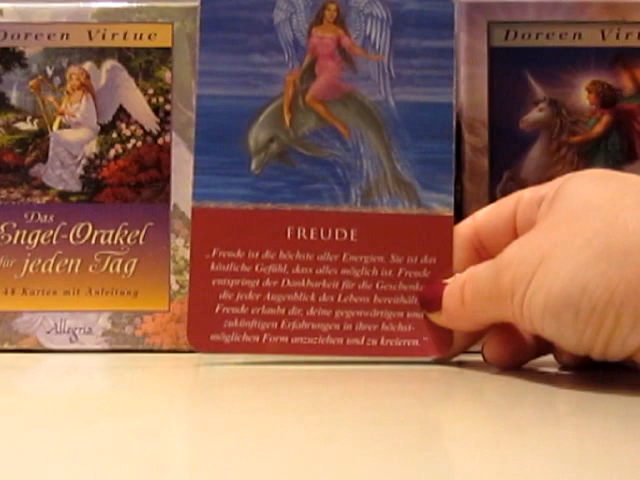 Doreen Virtue
Das
Engel-Orakel
für jeden Tag
44 Karten mit Anleitung
Allegria
FREUDE
„Freude ist die höchste aller Energien. Sie ist das
köstliche Gefühl, dass alles möglich ist. Freude
entspringt der Dankbarkeit für die Geschenke
die jeder Augenblick des Lebens bereithält.
Freude erlaubt dir, deine gegenwärtigen und
zukünftigen Erfahrungen in ihrer höchst-
möglichen Form anzuziehen und zu kreieren."
Doreen